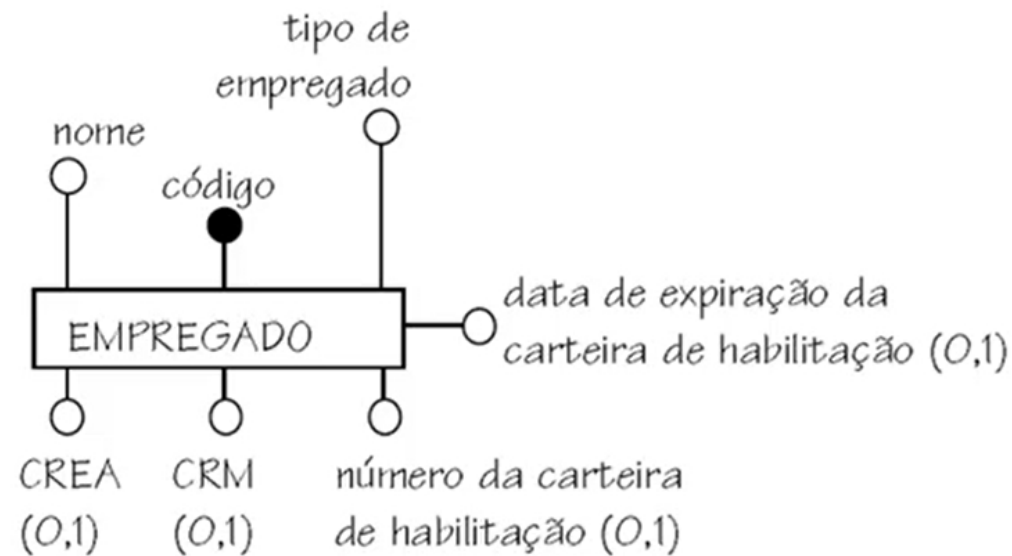 tipo de
empregado
nome
código
EMPREGADO
data de expiração da
carteira de habilitação (0,1)
CREA
(0,1)
CRM
(0,1)
número da carteira
de habilitação (0,1)